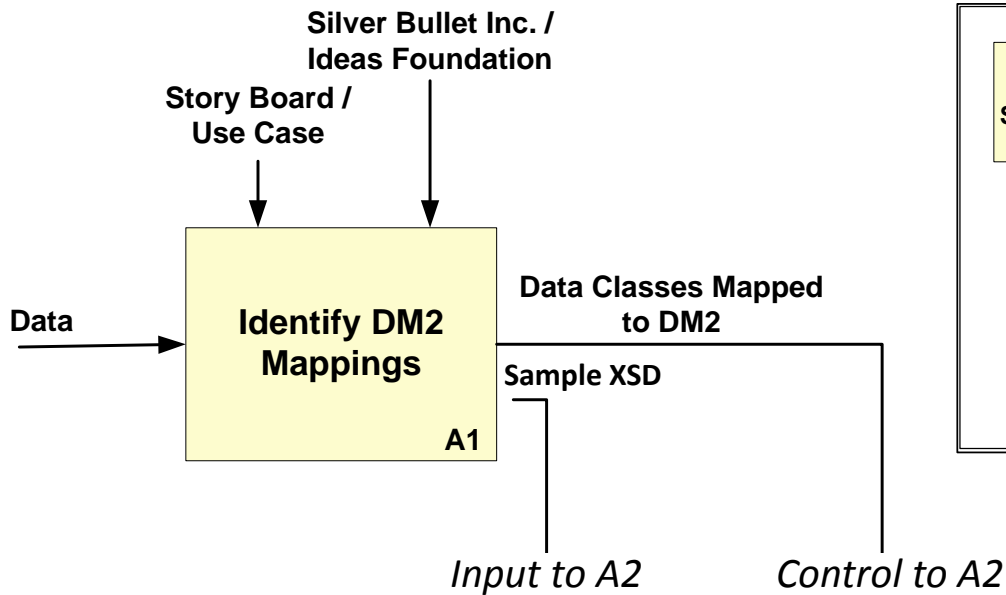 Silver Bullet Inc. /
Ideas Foundation
Story Board /
Use Case
S
Data
Identify DM2
Mappings
A1
Data Classes Mapped
to DM2
Sample XSD
Input to A2
Control to A2